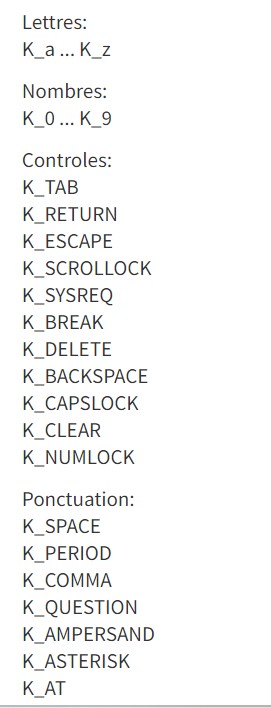 Lettres:
K_a ... K_z
Nombres:
K_0 ... K_9
Controles:
K_TAB
K_RETURN
K_ESCAPE
K_SCROLLOCK
K_SYSREQ
K_BREAK
K_DELETE
K_BACKSPACE
K_CAPSLOCK
K_CLEAR
K_NUMLOCK
Ponctuation:
K_SPACE
K_PERIOD
K_COMMA
K_QUESTION
K_AMPERSAND
K_ASTERISK
K_AT